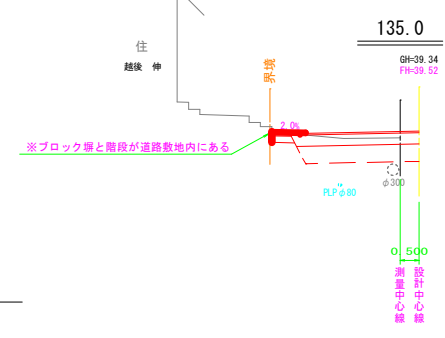 135.0
住
越後 伸
界境
GH=39.34
FH=39.52
2.0%
※ブロック塀と階段が道路敷地内にある
PLPφ80
φ300
0.500
測量中心線
設計中心線